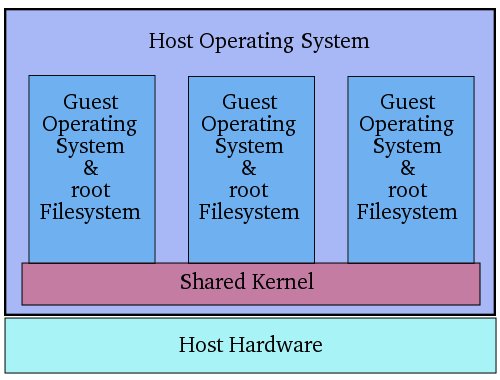 Host Operating System
Guest
Operating
System
&
root
Filesystem
Guest
Operating
System
&
root
Filesystem
Guest
Operating
System
&
root
Filesystem
Shared Kernel
Host Hardware